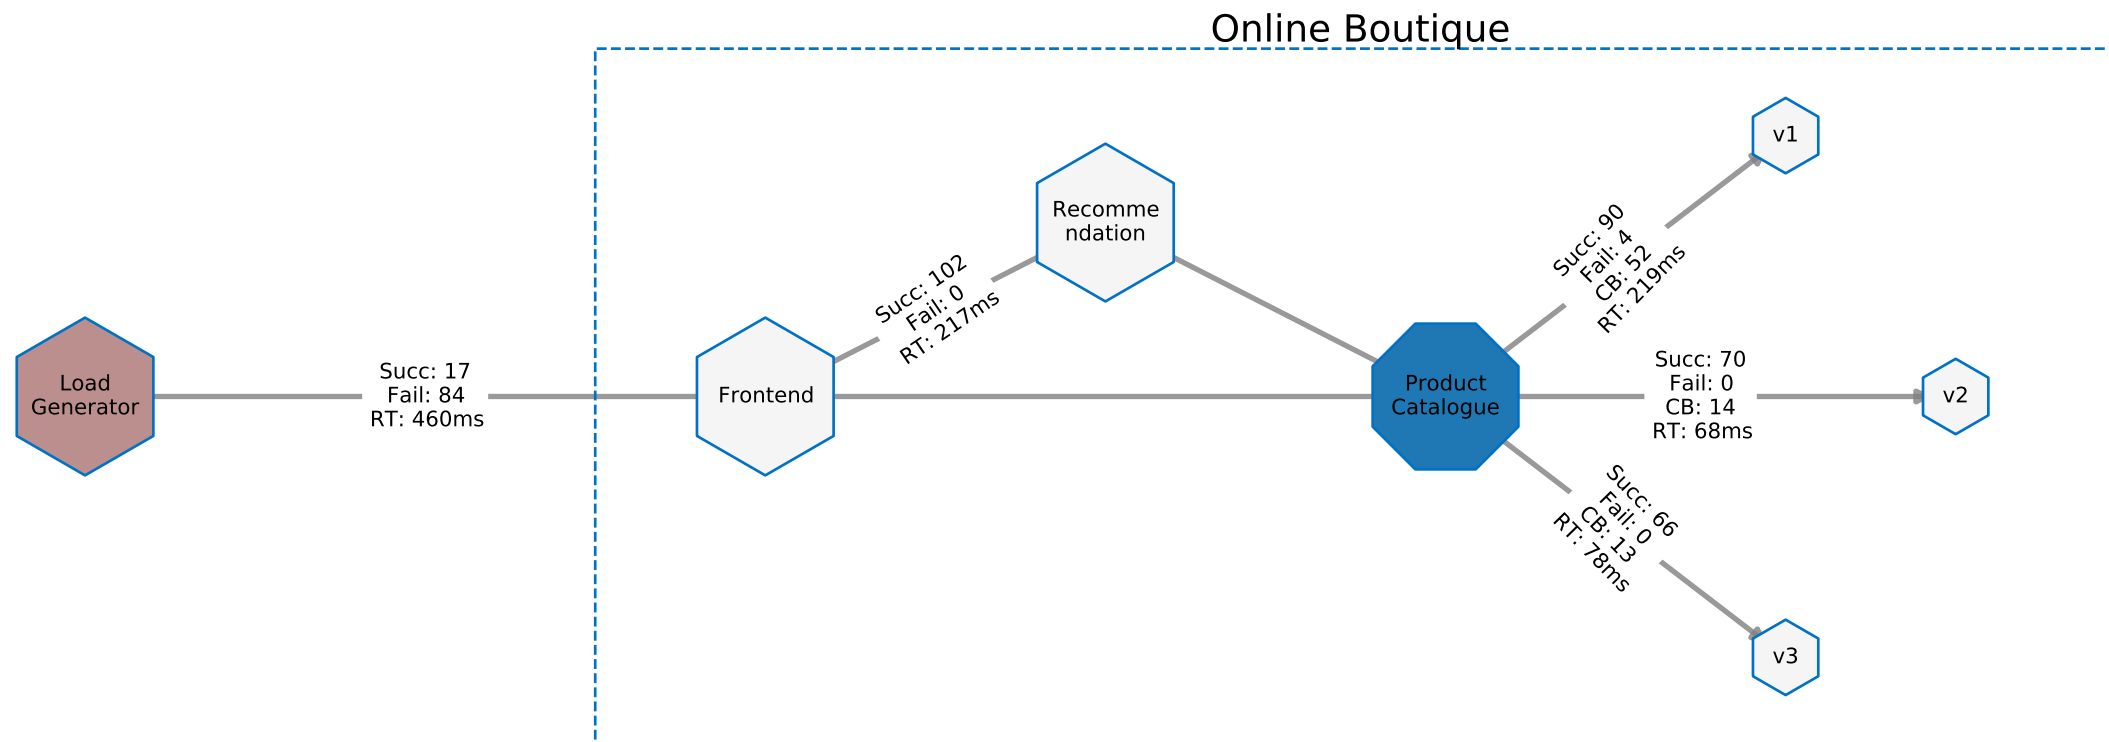 Online Boutique
v1
Recomme
ndation
Succ: 90
Fail: 4
CB: 52
RT: 219ms
Succ: 102
Fail: 0
RT: 217ms
Load
Generator
Succ: 17
Fail: 84
RT: 460ms
Frontend
Product
Catalogue
Succ: 70
Fail: 0
CB: 14
RT: 68ms
v2
Succ: 66
Fail: 0
CB: 13
RT: 78ms
v3